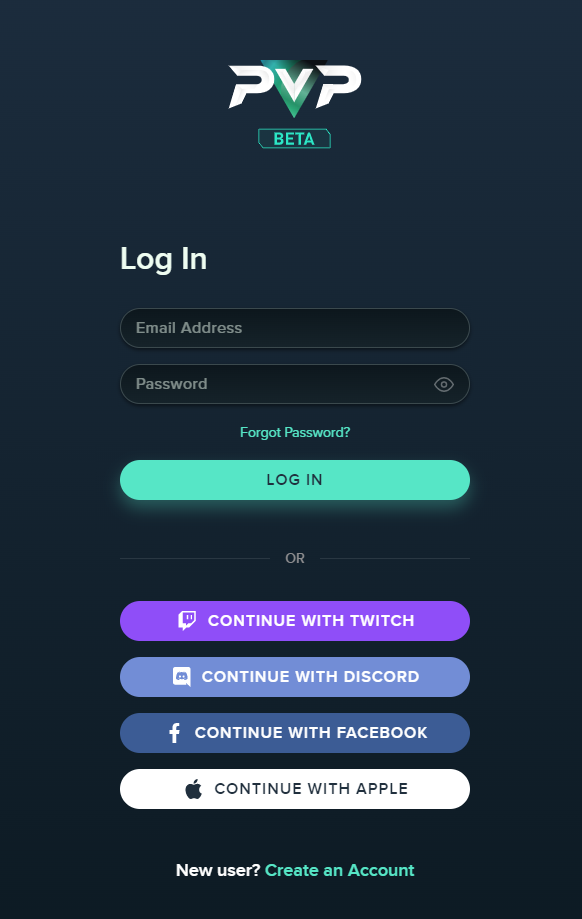 PVP
BETA
Log In
Email Address
Password
Forgot Password?
LOG IN
OR
CONTINUE WITH TWITCH
CONTINUE WITH DISCORD
CONTINUE WITH FACEBOOK
CONTINUE WITH APPLE
New user? Create an Account